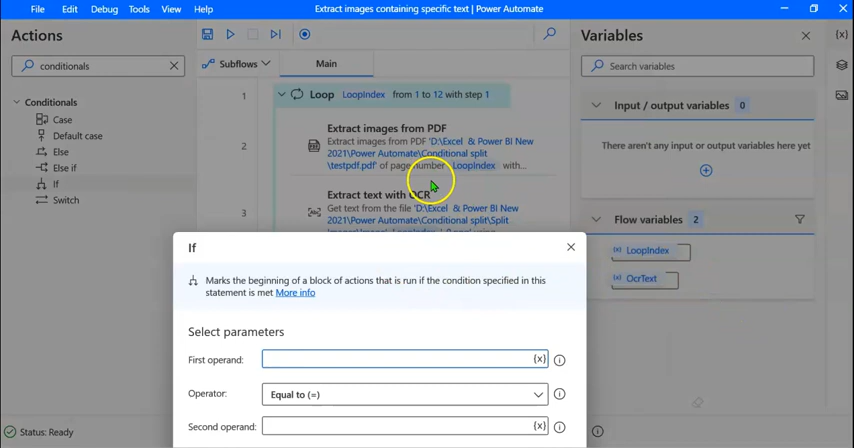 File Edit Debug Tools View Help
Extract images containing specific text | Power Automate
Actions
conditionals
Conditionals
Case
Default case
Else
Else if
If
Switch
Subflows
Main
1
Loop LoopIndex from 1 to 12 with step 1
2
Extract images from PDF
Extract images from PDF 'D:\Excel & Power BI New
2021\Power Automate\Conditional split
\testpdf.pdf' of page number LoopIndex with...
3
Extract text with OCR
Get text from the file 'D:\Excel & Power BI New
2021\Power Automate\Conditional split\Split
If
Marks the beginning of a block of actions that is run if the condition specified in this
statement is met More info
Select parameters
First operand: {x}
Operator: Equal to (=)
Second operand: {x}
Variables
{x}
Search variables
Input / output variables 0
There aren't any input or output variables here yet
Flow variables 2
(x) LoopIndex
(x) OcrText
Status: Ready